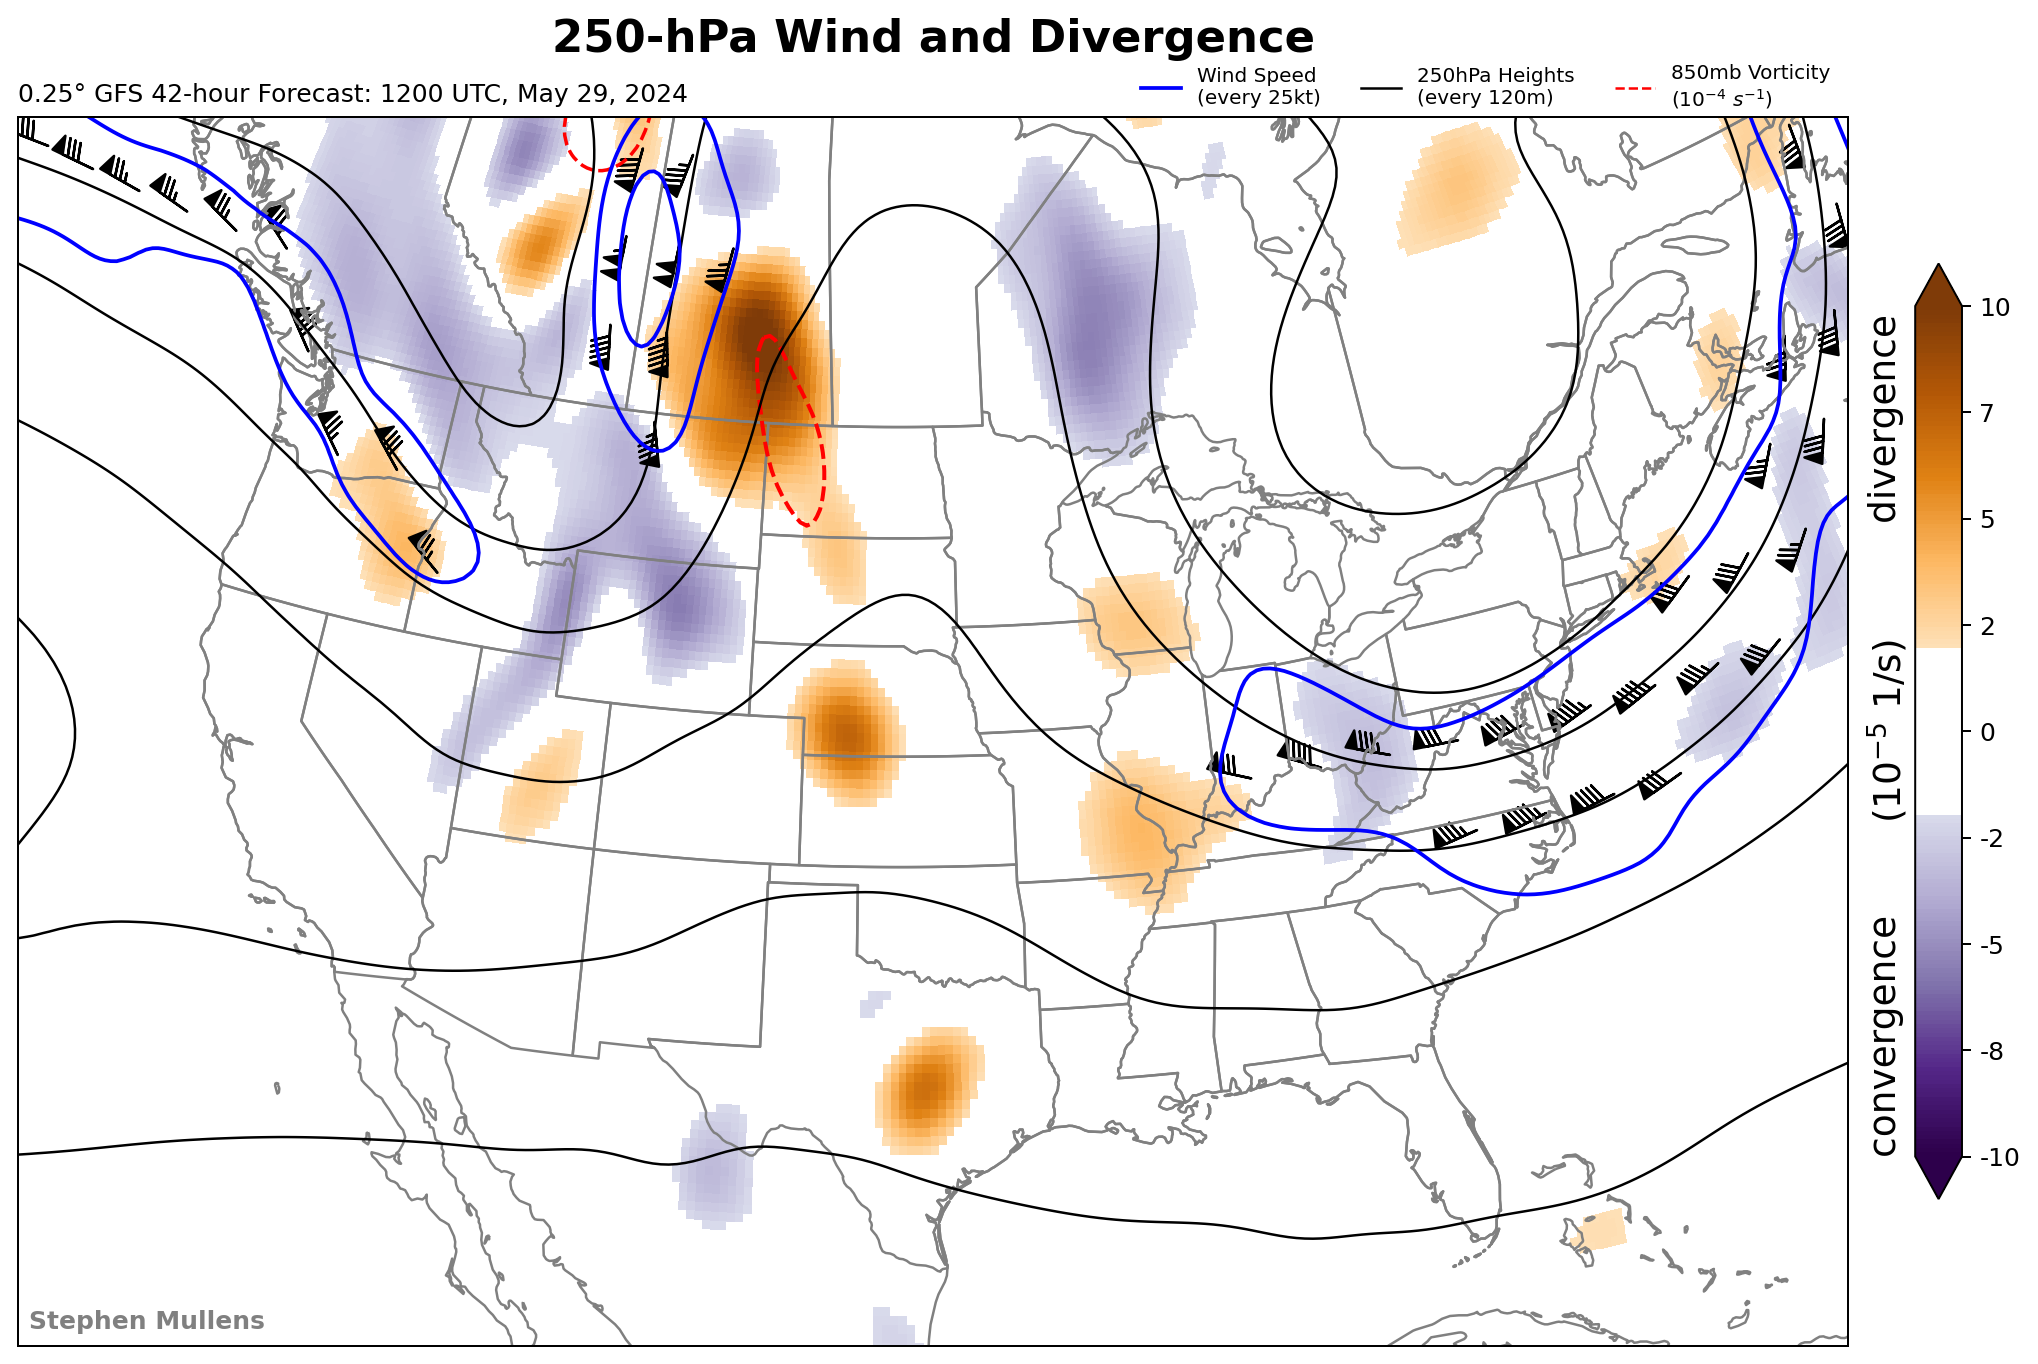 250-hPa Wind and Divergence
0.25° GFS 42-hour Forecast: 1200 UTC, May 29, 2024
Wind Speed
(every 25kt)
250hPa Heights
(every 120m)
850mb Vorticity
(10⁻⁴ s⁻¹)
10
7
5
2
0
-2
-5
-8
-10
convergence (10⁻⁵ 1/s) divergence
Stephen Mullens